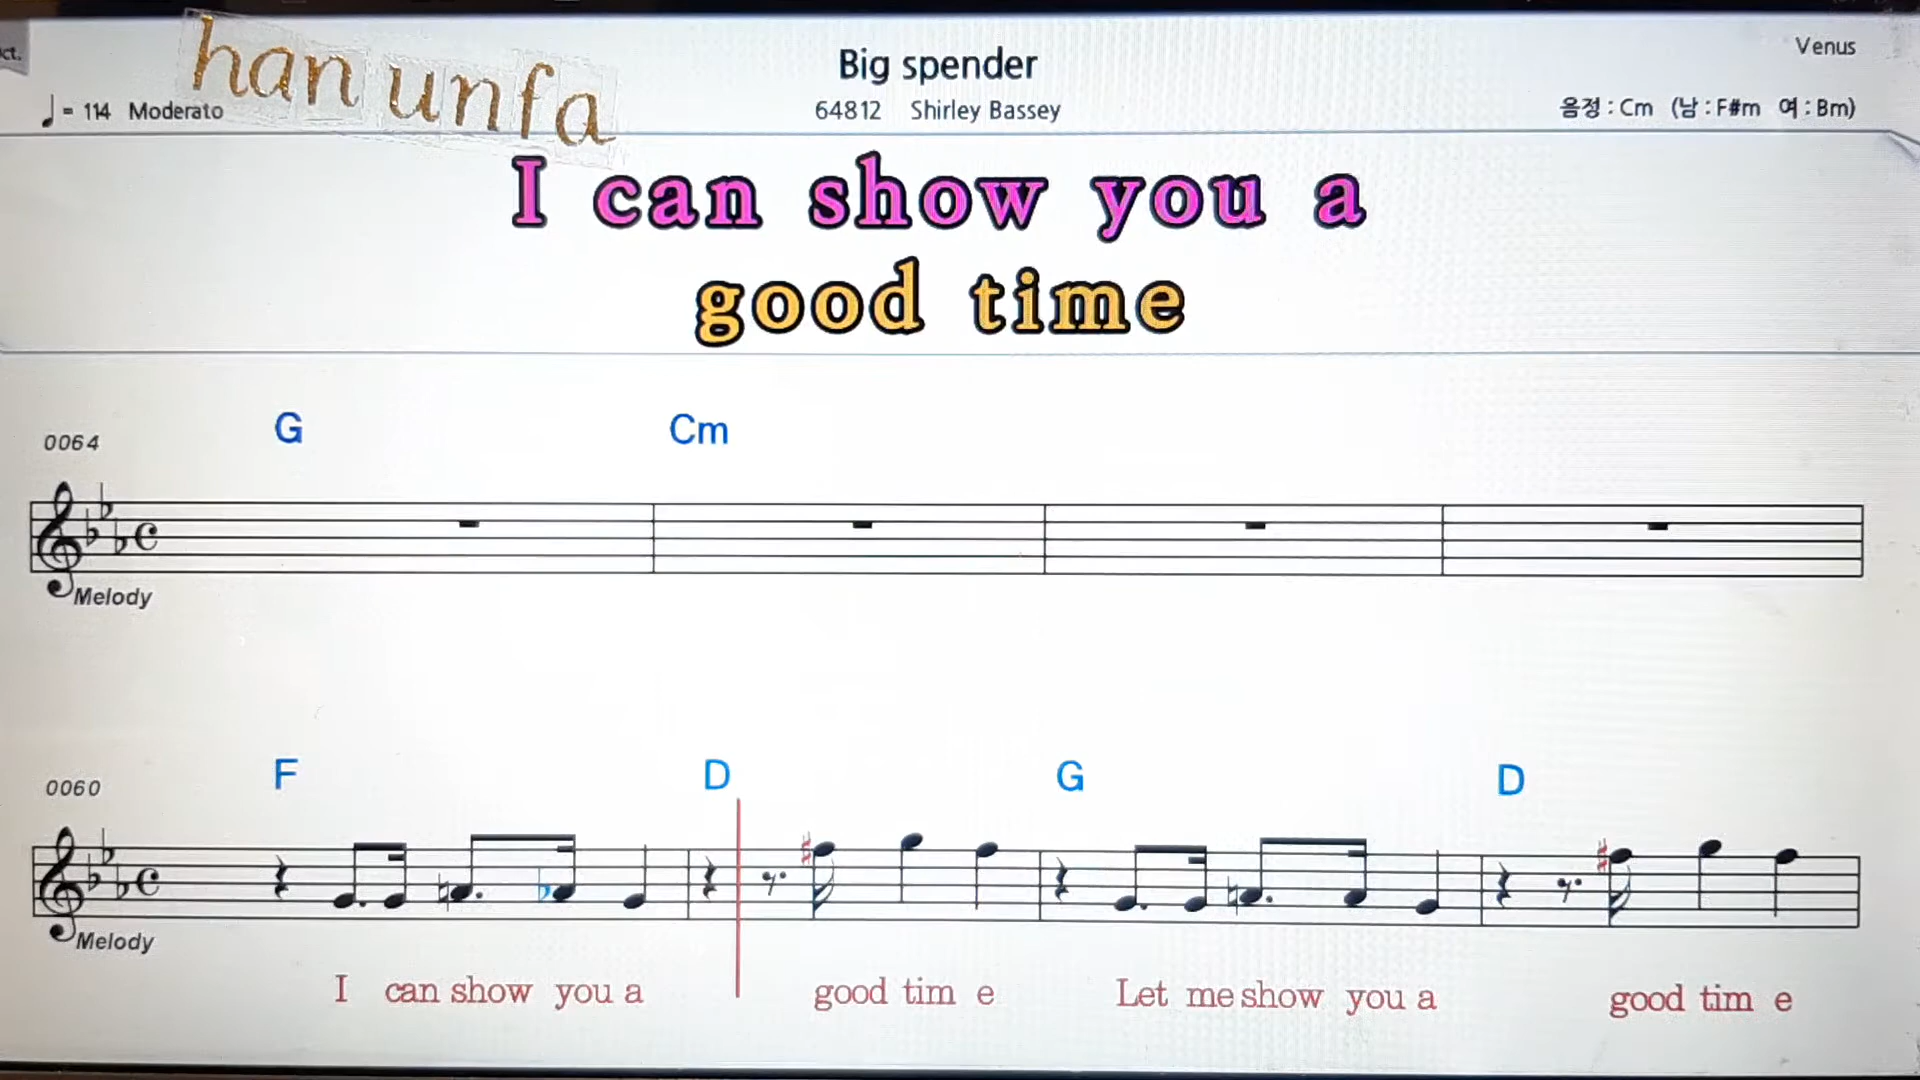 ct.
han unfa
Big spender
Venus
= 114 Moderato
64812 Shirley Bassey
음정 : Cm (남 : F#m 여 : Bm)
I can show you a
good time
G Cm
0064
Melody
F D G D
0060
Melody
I can show you a good tim e Let me show you a good tim e